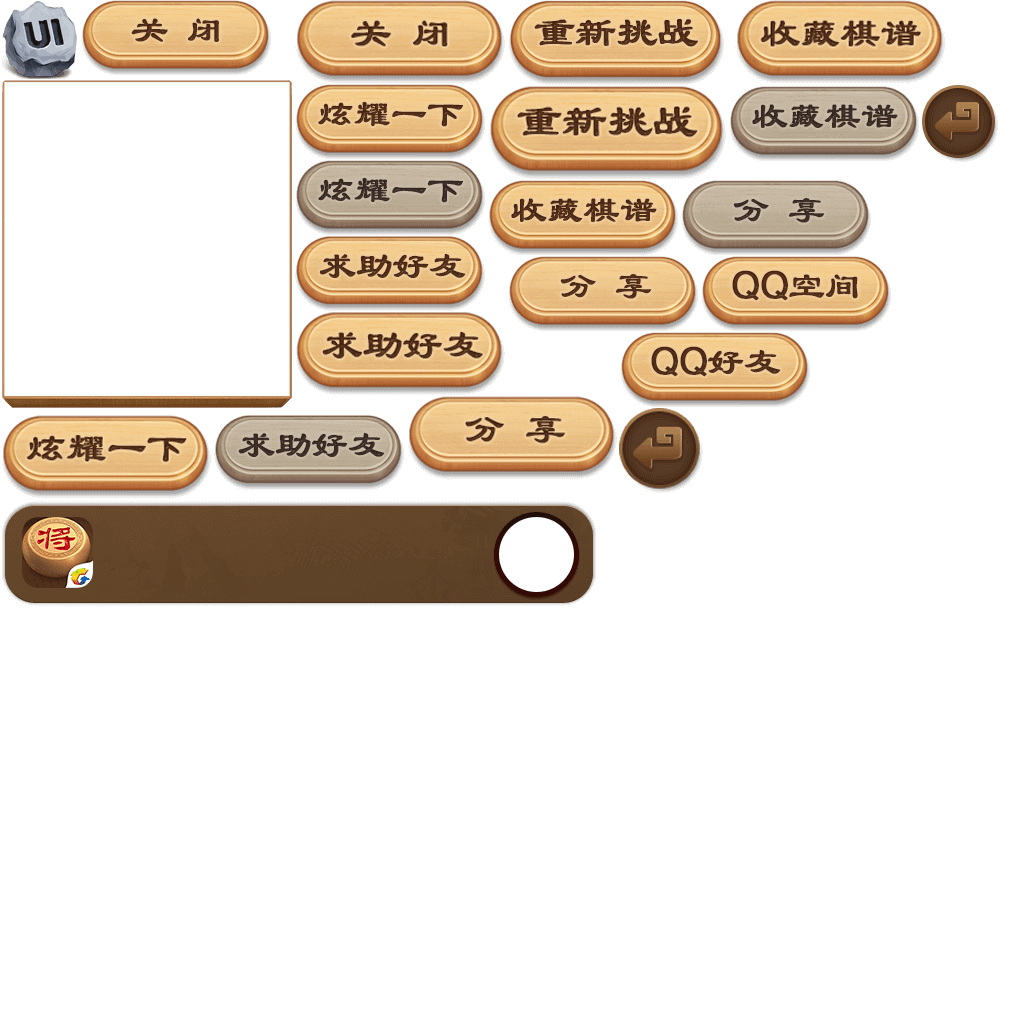 UI
关 闭
关 闭
重新挑战
收藏棋谱
炫耀一下
重新挑战
收藏棋谱
炫耀一下
收藏棋谱
分 享
求助好友
分 享
QQ空间
求助好友
QQ好友
炫耀一下
求助好友
分 享
将